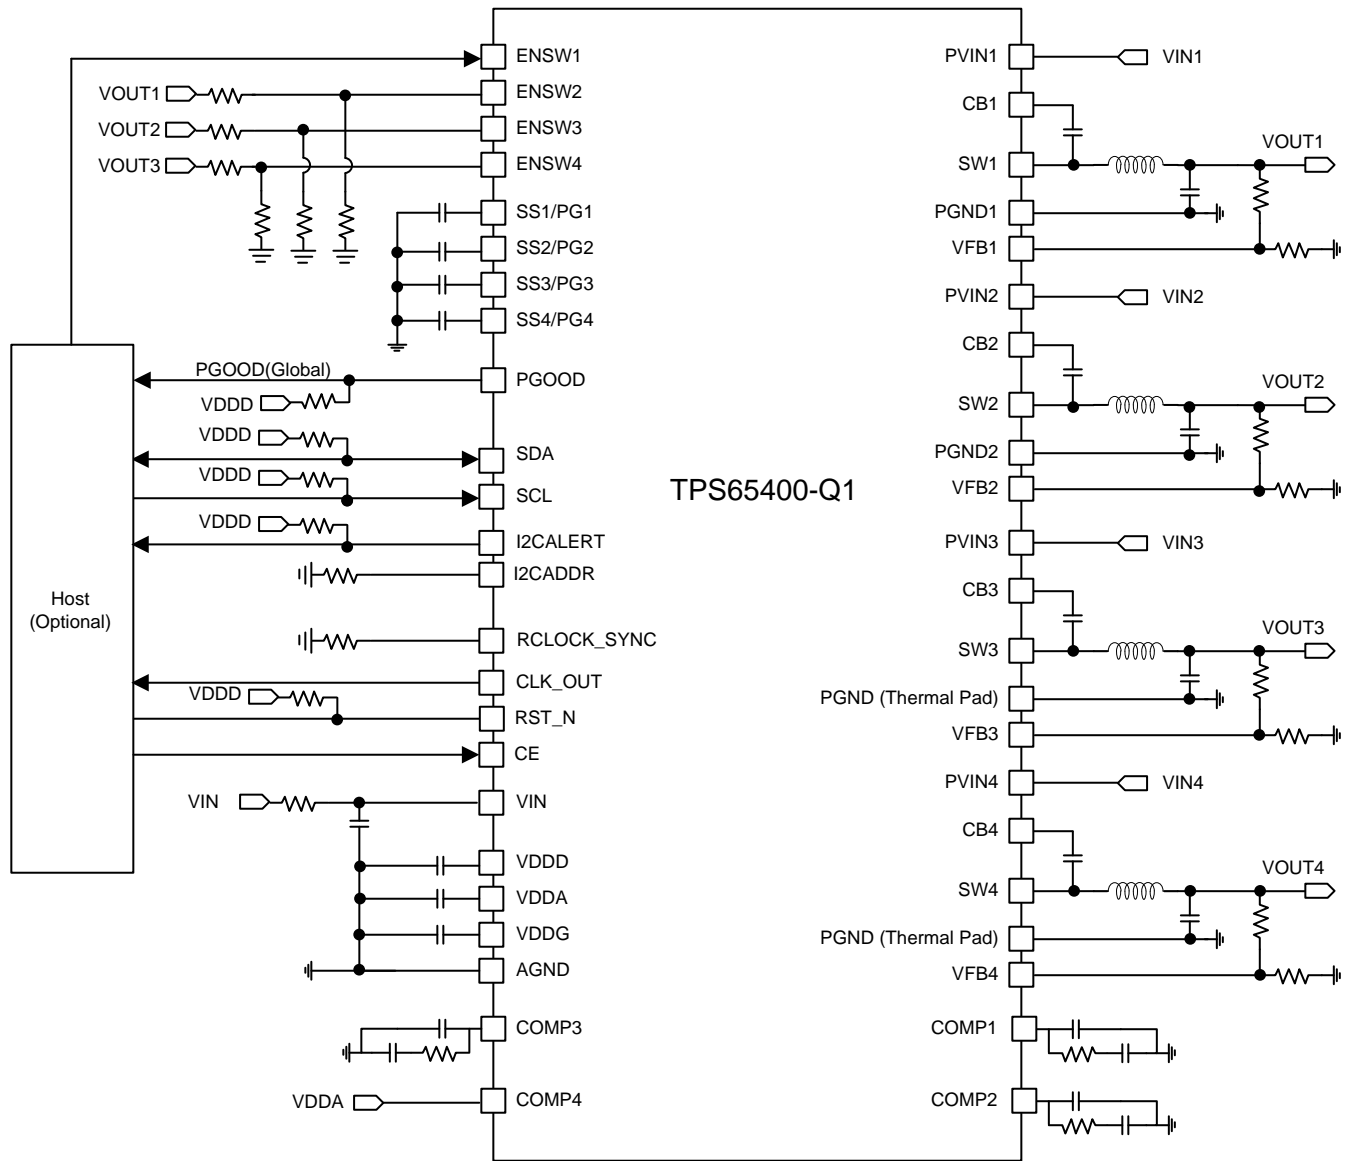 ENSW1
VOUT1
ENSW2
VOUT2
ENSW3
VOUT3
ENSW4
SS1/PG1
SS2/PG2
SS3/PG3
SS4/PG4
PGOOD(Global)
PGOOD
VDDD
VDDD
SDA
VDDD
SCL
VDDD
I2CALERT
I2CADDR
Host
(Optional)
RCLOCK_SYNC
CLK_OUT
VDDD
RST_N
CE
VIN
VIN
VDDD
VDDA
VDDG
AGND
COMP3
VDDA
COMP4
TPS65400-Q1
PVIN1
VIN1
CB1
SW1
VOUT1
PGND1
VFB1
PVIN2
VIN2
CB2
SW2
VOUT2
PGND2
VFB2
PVIN3
VIN3
CB3
SW3
VOUT3
PGND (Thermal Pad)
VFB3
PVIN4
VIN4
CB4
SW4
VOUT4
PGND (Thermal Pad)
VFB4
COMP1
COMP2